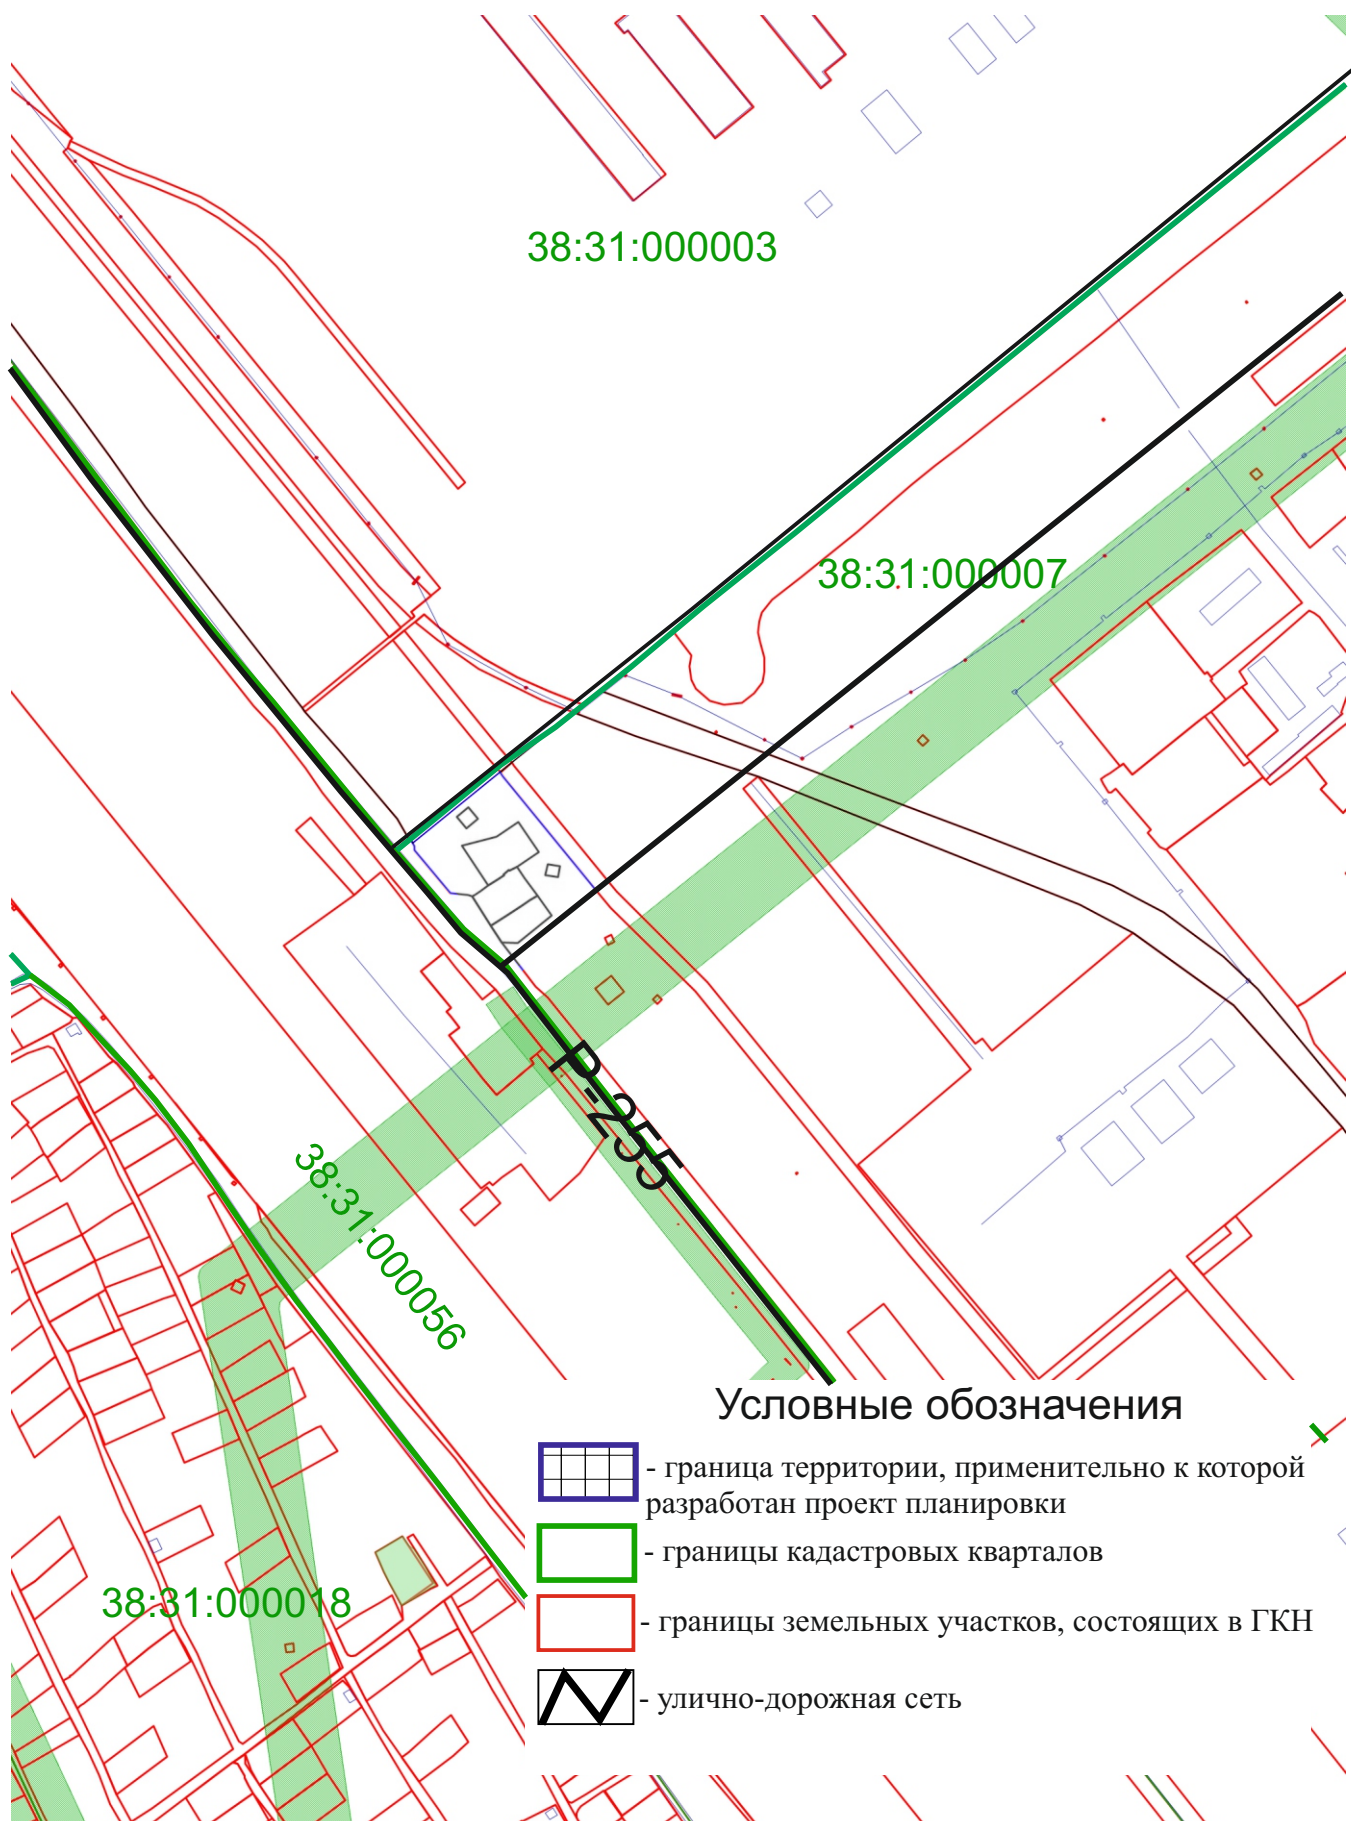 38:31:000003
38:31:000007
Р-255
38:31:000056
Условные обозначения
- граница территории, применительно к которой
разработан проект планировки
- границы кадастровых кварталов
38:31:000018
- границы земельных участков, состоящих в ГКН
- улично-дорожная сеть